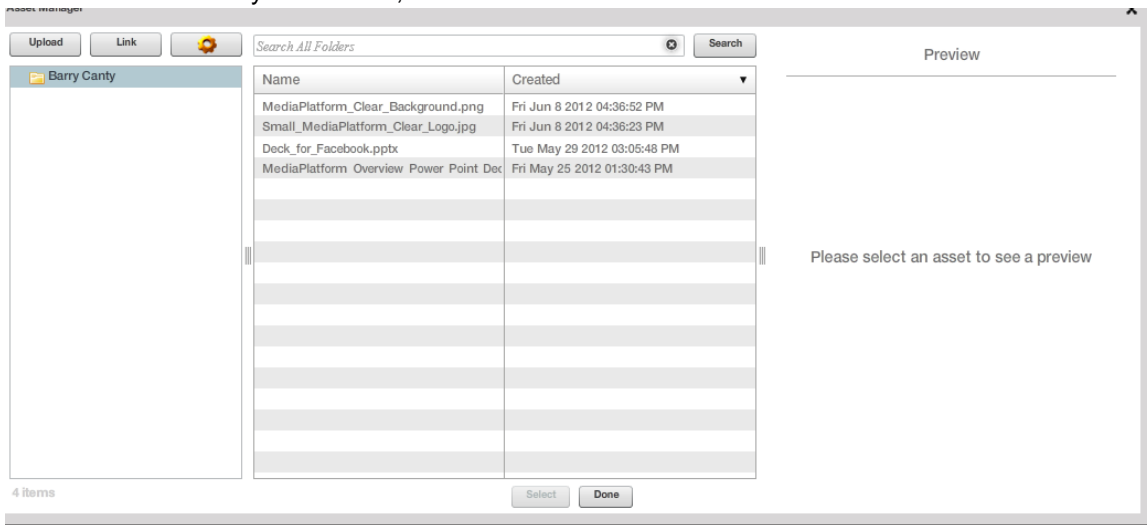 Asset Manager
Upload Link Search All Folders Search
Preview
Barry Canty
Name Created
MediaPlatform_Clear_Background.png Fri Jun 8 2012 04:36:52 PM
Small_MediaPlatform_Clear_Logo.jpg Fri Jun 8 2012 04:36:23 PM
Deck_for_Facebook.pptx Tue May 29 2012 03:05:48 PM
MediaPlatform Overview Power Point Dec Fri May 25 2012 01:30:43 PM
Please select an asset to see a preview
4 items Select Done